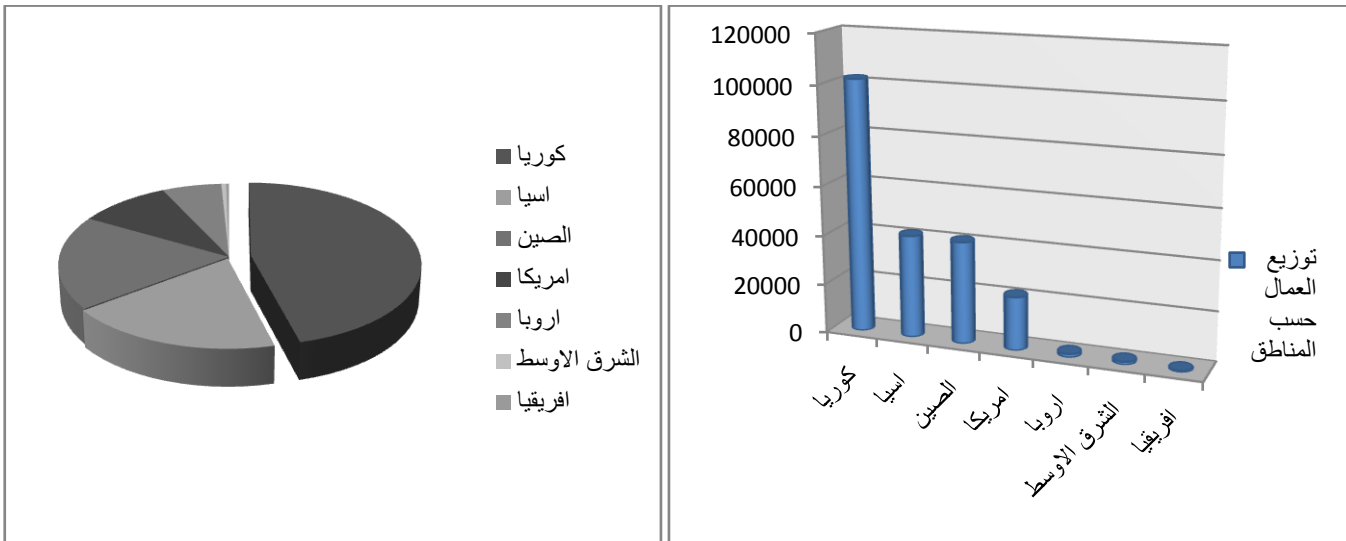 كوريا
اسيا
الصين
امريكا
اروبا
الشرق الاوسط
افريقيا
120000
100000
80000
60000
40000
20000
0
كوريا
اسيا
الصين
امريكا
اروبا
الشرق الاوسط
افريقيا
توزيع
العمال
حسب
المناطق